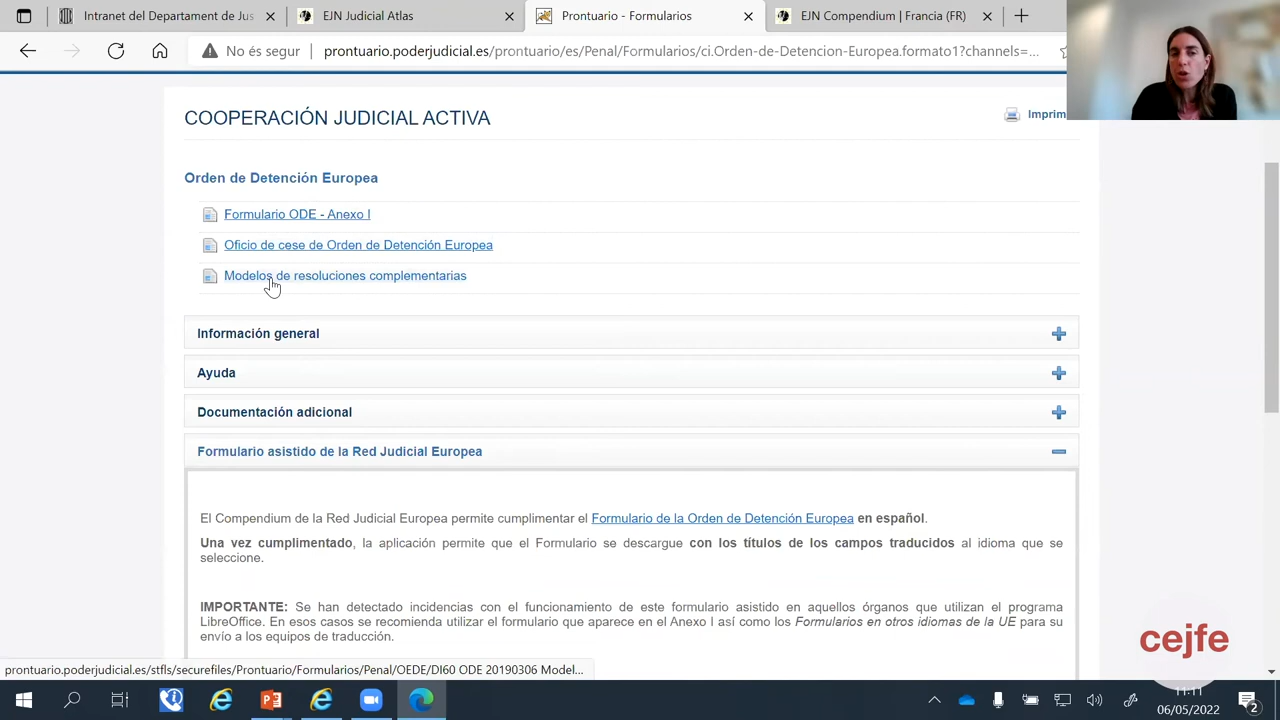 Intranet del Departament de Jus
EJN Judicial Atlas
Prontuario - Formularios
EJN Compendium | Francia (FR)
No és segur
prontuario.poderjudicial.es/prontuario/es/Penal/Formularios/ci.Orden-de-Detencion-Europea.formato1?channels=...
COOPERACIÓN JUDICIAL ACTIVA
Imprim
Orden de Detención Europea
Formulario ODE - Anexo I
Oficio de cese de Orden de Detención Europea
Modelos de resoluciones complementarias
Información general
Ayuda
Documentación adicional
Formulario asistido de la Red Judicial Europea
El Compendium de la Red Judicial Europea permite cumplimentar el Formulario de la Orden de Detención Europea en español.
Una vez cumplimentado, la aplicación permite que el Formulario se descargue con los títulos de los campos traducidos al idioma que se
seleccione.
IMPORTANTE: Se han detectado incidencias con el funcionamiento de este formulario asistido en aquellos órganos que utilizan el programa
LibreOffice. En esos casos se recomienda utilizar el formulario que aparece en el Anexo I así como los Formularios en otros idiomas de la UE para su
envío a los equipos de traducción.
cejfe
prontuario.poderjudicial.es/stfls/securefiles/Prontuario/Formularios/Penal/OEDE/DI60 ODE 20190306 Model...
11:11
06/05/2022
2